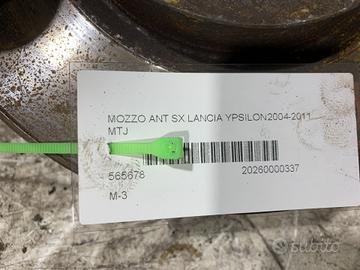 MOZZO ANT SX LANCIA YPSILON2004-2011
MTJ
565678 20260000337
M-3
subito